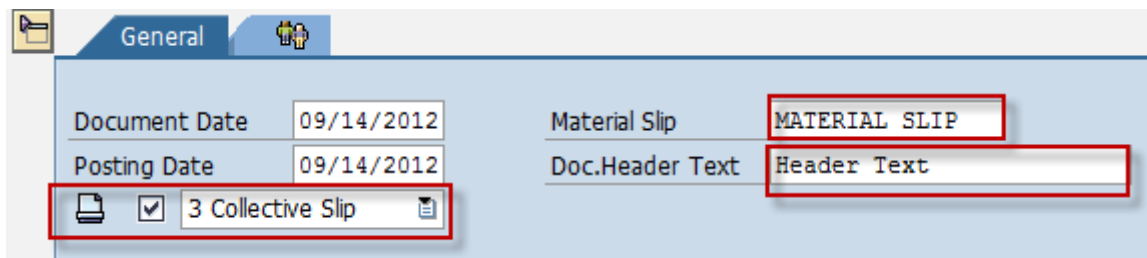 General
Document Date 09/14/2012 Material Slip MATERIAL SLIP
Posting Date 09/14/2012 Doc.Header Text Header Text
3 Collective Slip